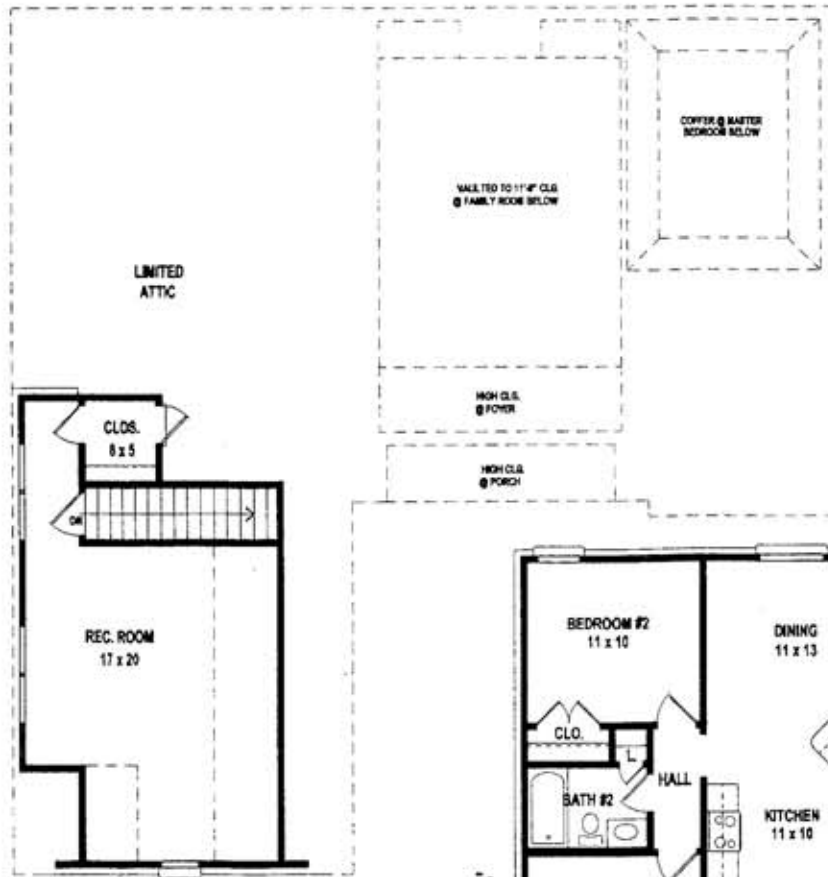 COFFER @ MASTER
BEDROOM BELOW
VAULTED TO 11'4" CLG
@ FAMILY ROOM BELOW
LIMITED
ATTIC
HIGH CLG.
@ FOYER
CLOS.
8 x 5
HIGH CLG.
@ PORCH
DN
REC. ROOM
17 x 20
BEDROOM #2
11 x 10
DINING
11 x 13
CLO.
L
HALL
BATH #2
KITCHEN
11 x 10